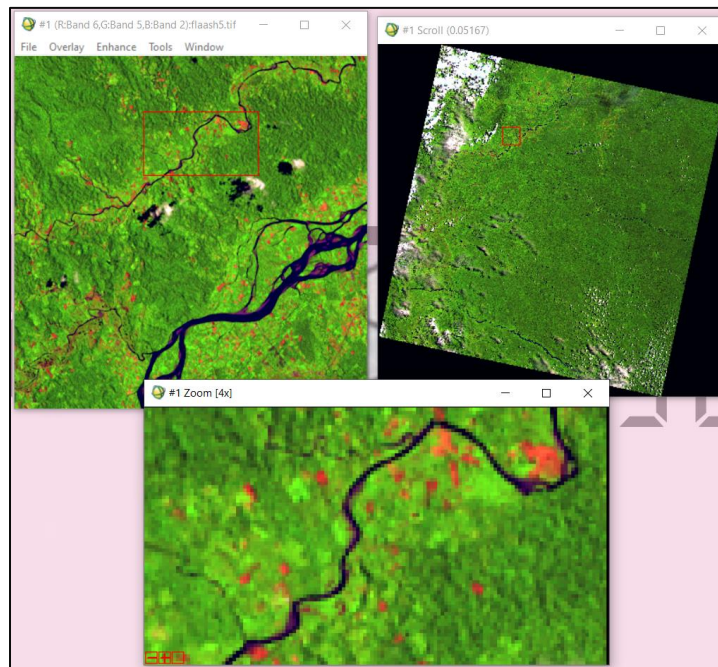 #1 (R:Band 6,G:Band 5,B:Band 2):flaash5.tif
File Overlay Enhance Tools Window
#1 Scroll (0.05167)
#1 Zoom [4x]